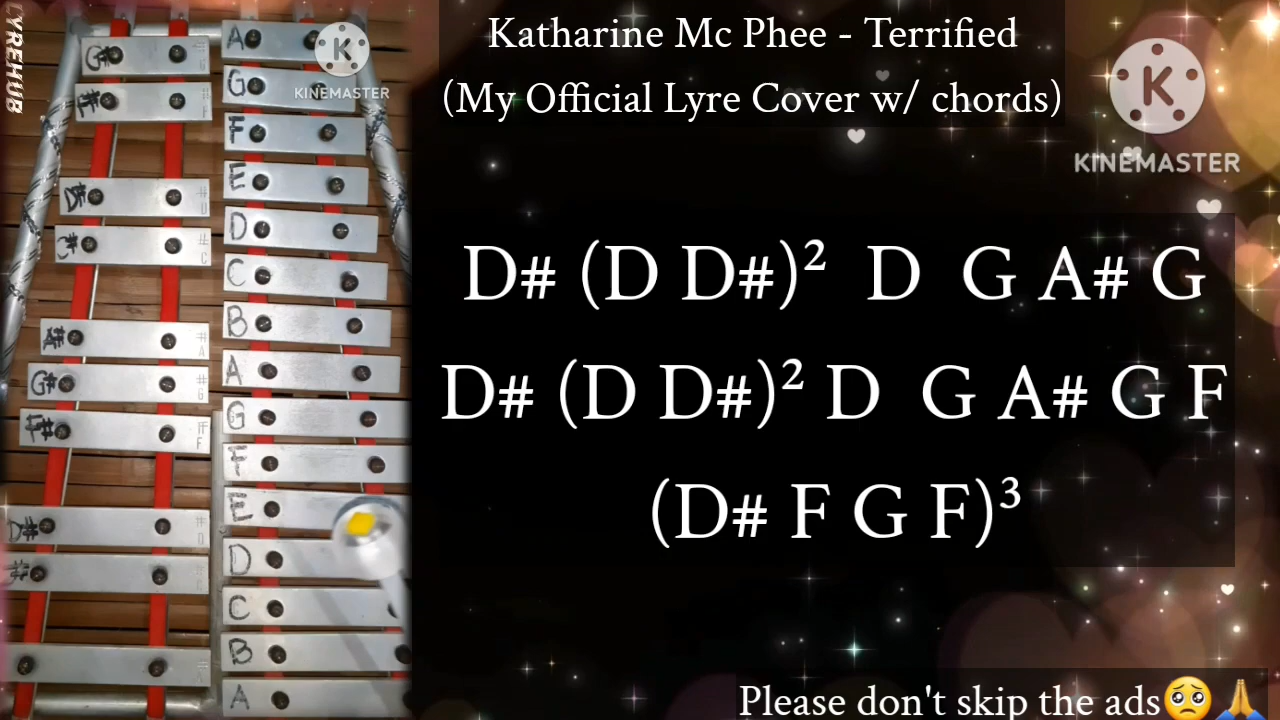 LYREHUB
KINEMASTER
Katharine Mc Phee - Terrified
(My Official Lyre Cover w/ chords)
K
KINEMASTER
D# (D D#)² D G A# G
D# (D D#)² D G A# G F
(D# F G F)³
Please don't skip the ads🥺🙏
G#
D#
G#
F#
D#
A
G
F
E
D
C
B
A
G
F
E
D
C
B
A